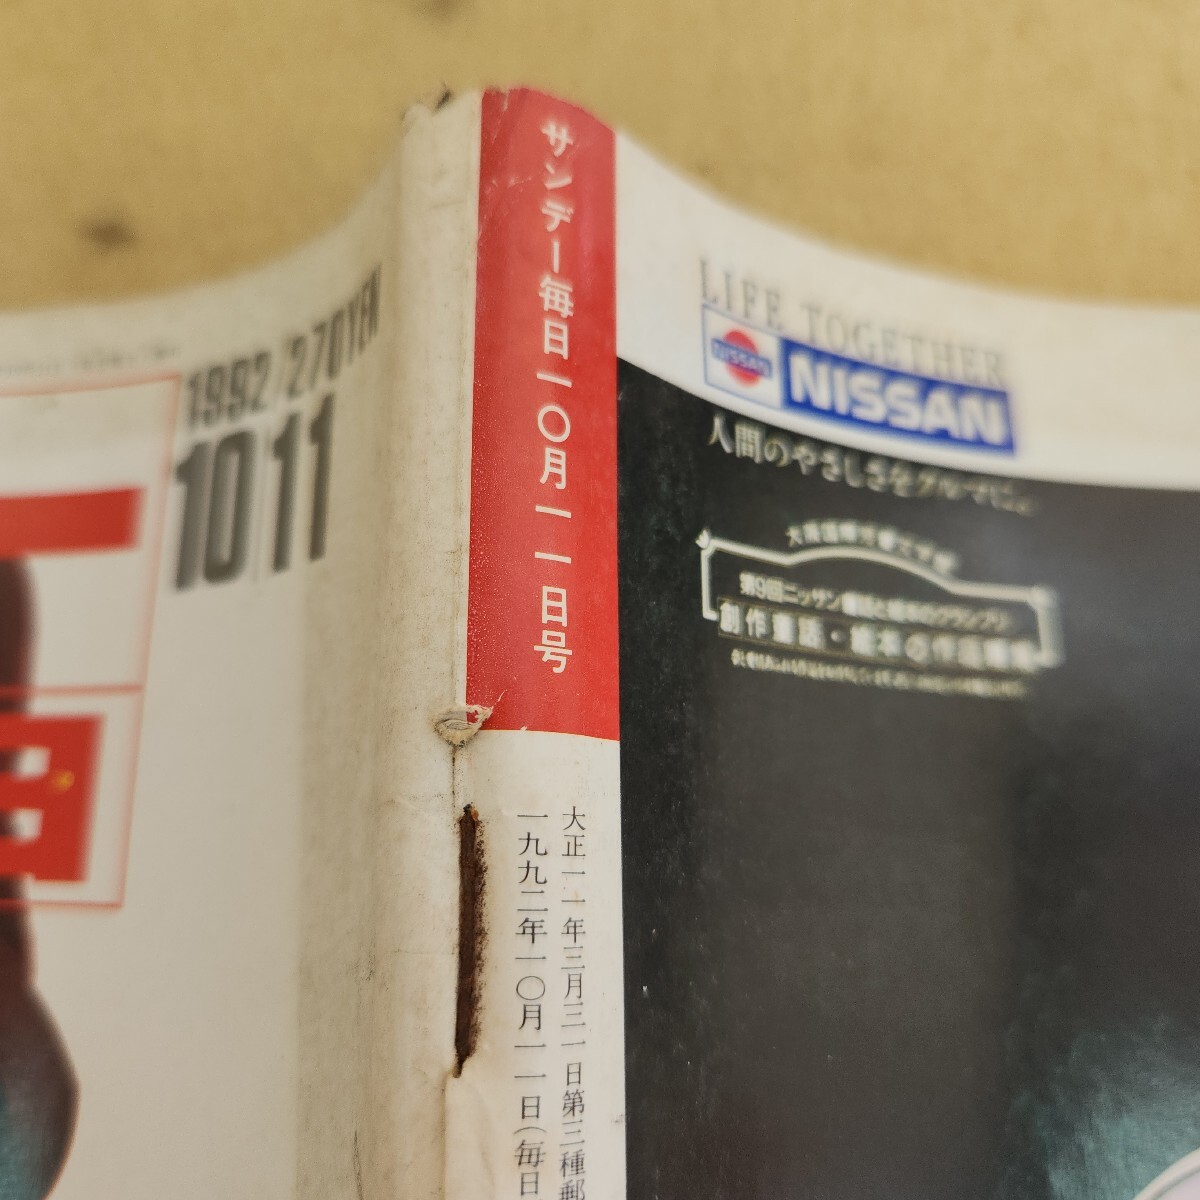 サンデー毎日一〇月一一日号
大正一一年三月三一日第三種郵
一九九二年一〇月一一日(毎日
1992/270YEN
10 11
日
LIFE TOGETHER
NISSAN
NISSAN
人間のやさしさをクルマに。
第9回ニッサン童話と絵本のグランプリ
創作童話・絵本の作品募集